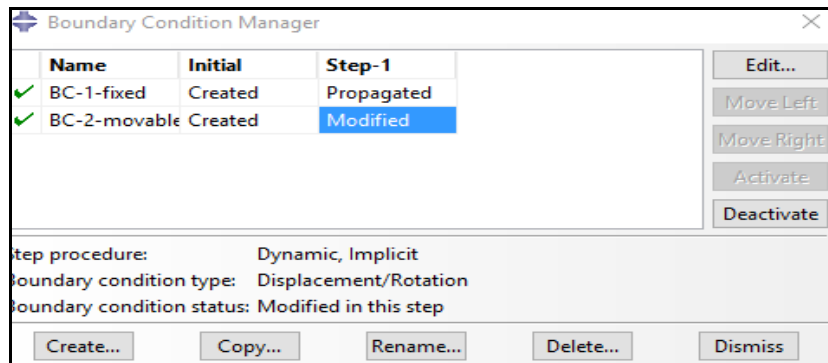 Boundary Condition Manager
Name Initial Step-1 Edit...
BC-1-fixed Created Propagated Move Left
BC-2-movable Created Modified Move Right
Activate
Deactivate
tep procedure: Dynamic, Implicit
oundary condition type: Displacement/Rotation
oundary condition status: Modified in this step
Create... Copy... Rename... Delete... Dismiss